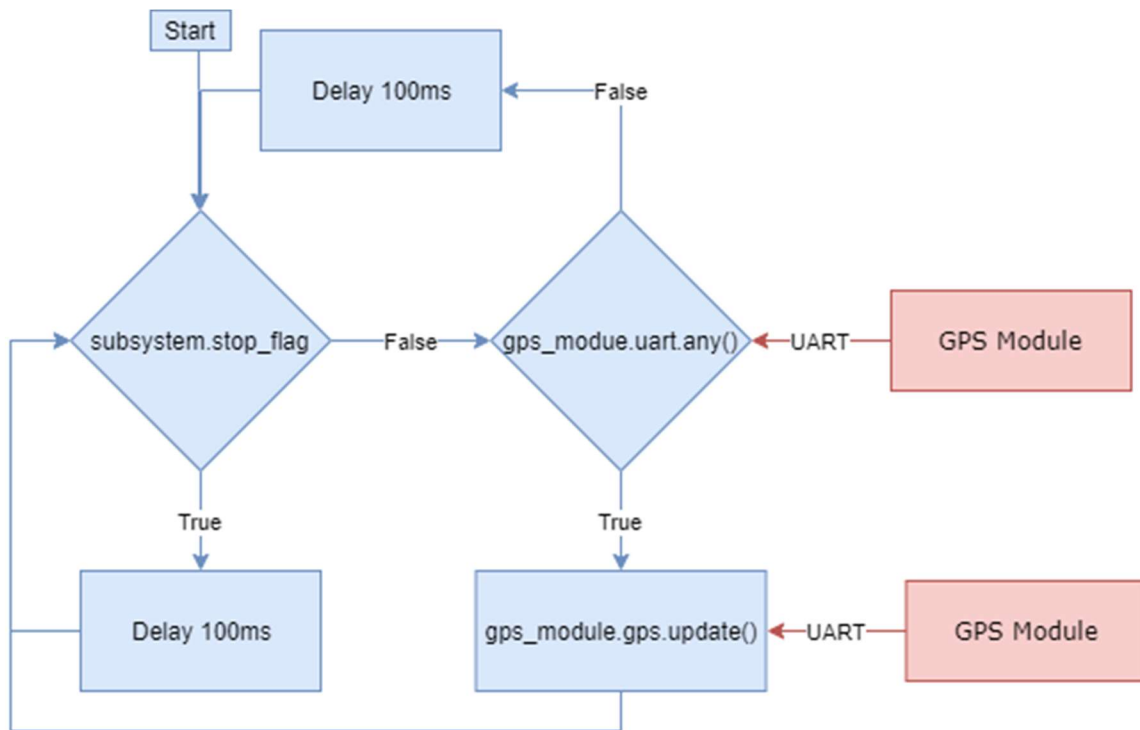 Start
Delay 100ms
False
subsystem.stop_flag
False
gps_modue.uart.any()
UART
GPS Module
True
True
Delay 100ms
gps_module.gps.update()
UART
GPS Module